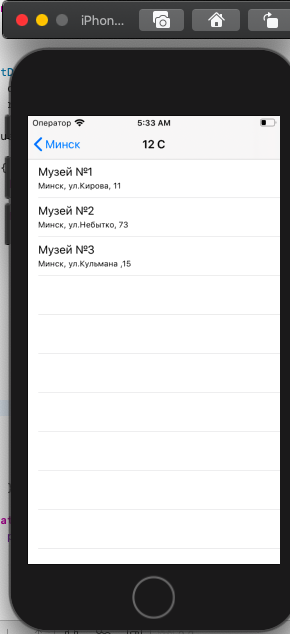 iPhon...
Оператор
5:33 AM
Минск
12 C
Музей №1
Минск, ул.Кирова, 11
Музей №2
Минск, ул.Небытко, 73
Музей №3
Минск, ул.Кульмана ,15